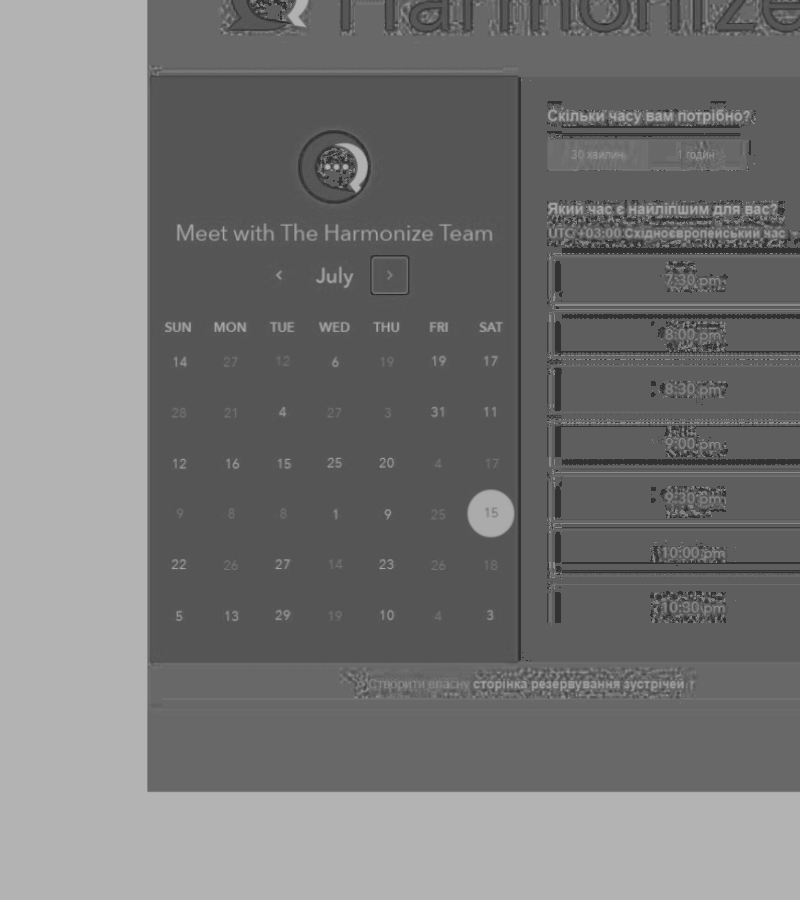 Harmonize
Meet with The Harmonize Team
July
SUN MON TUE WED THU FRI SAT
14 27 12 6 19 19 17
28 21 4 27 3 31 11
12 16 15 25 20 4 17
9 8 8 1 9 25 15
22 26 27 14 23 26 18
5 13 29 19 10 4 3
Скільки часу вам потрібно?
30 хвилин 1 годин
Який час є найліпшим для вас?
UTC +03:00 Східноєвропейський час
7:30 pm
8:00 pm
8:30 pm
9:00 pm
9:30 pm
10:00 pm
10:30 pm
Створити власну сторінка резервування зустрічей ↑